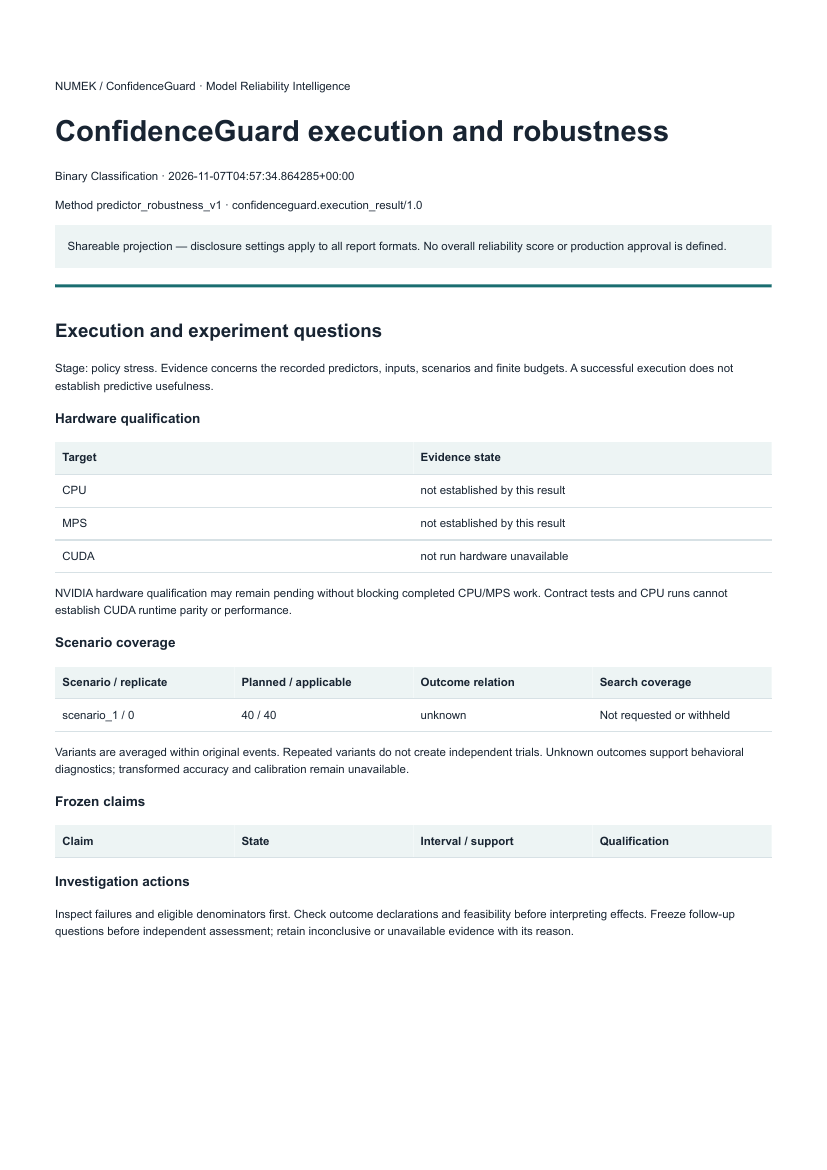 NUMEK / ConfidenceGuard · Model Reliability Intelligence
ConfidenceGuard execution and robustness
Binary Classification · 2026-11-07T04:57:34.864285+00:00
Method predictor_robustness_v1 · confidenceguard.execution_result/1.0
Shareable projection — disclosure settings apply to all report formats. No overall reliability score or production approval is defined.
Execution and experiment questions
Stage: policy stress. Evidence concerns the recorded predictors, inputs, scenarios and finite budgets. A successful execution does not
establish predictive usefulness.
Hardware qualification
Target Evidence state
CPU not established by this result
MPS not established by this result
CUDA not run hardware unavailable
NVIDIA hardware qualification may remain pending without blocking completed CPU/MPS work. Contract tests and CPU runs cannot
establish CUDA runtime parity or performance.
Scenario coverage
Scenario / replicate Planned / applicable Outcome relation Search coverage
scenario_1 / 0 40 / 40 unknown Not requested or withheld
Variants are averaged within original events. Repeated variants do not create independent trials. Unknown outcomes support behavioral
diagnostics; transformed accuracy and calibration remain unavailable.
Frozen claims
Claim State Interval / support Qualification
Investigation actions
Inspect failures and eligible denominators first. Check outcome declarations and feasibility before interpreting effects. Freeze follow-up
questions before independent assessment; retain inconclusive or unavailable evidence with its reason.